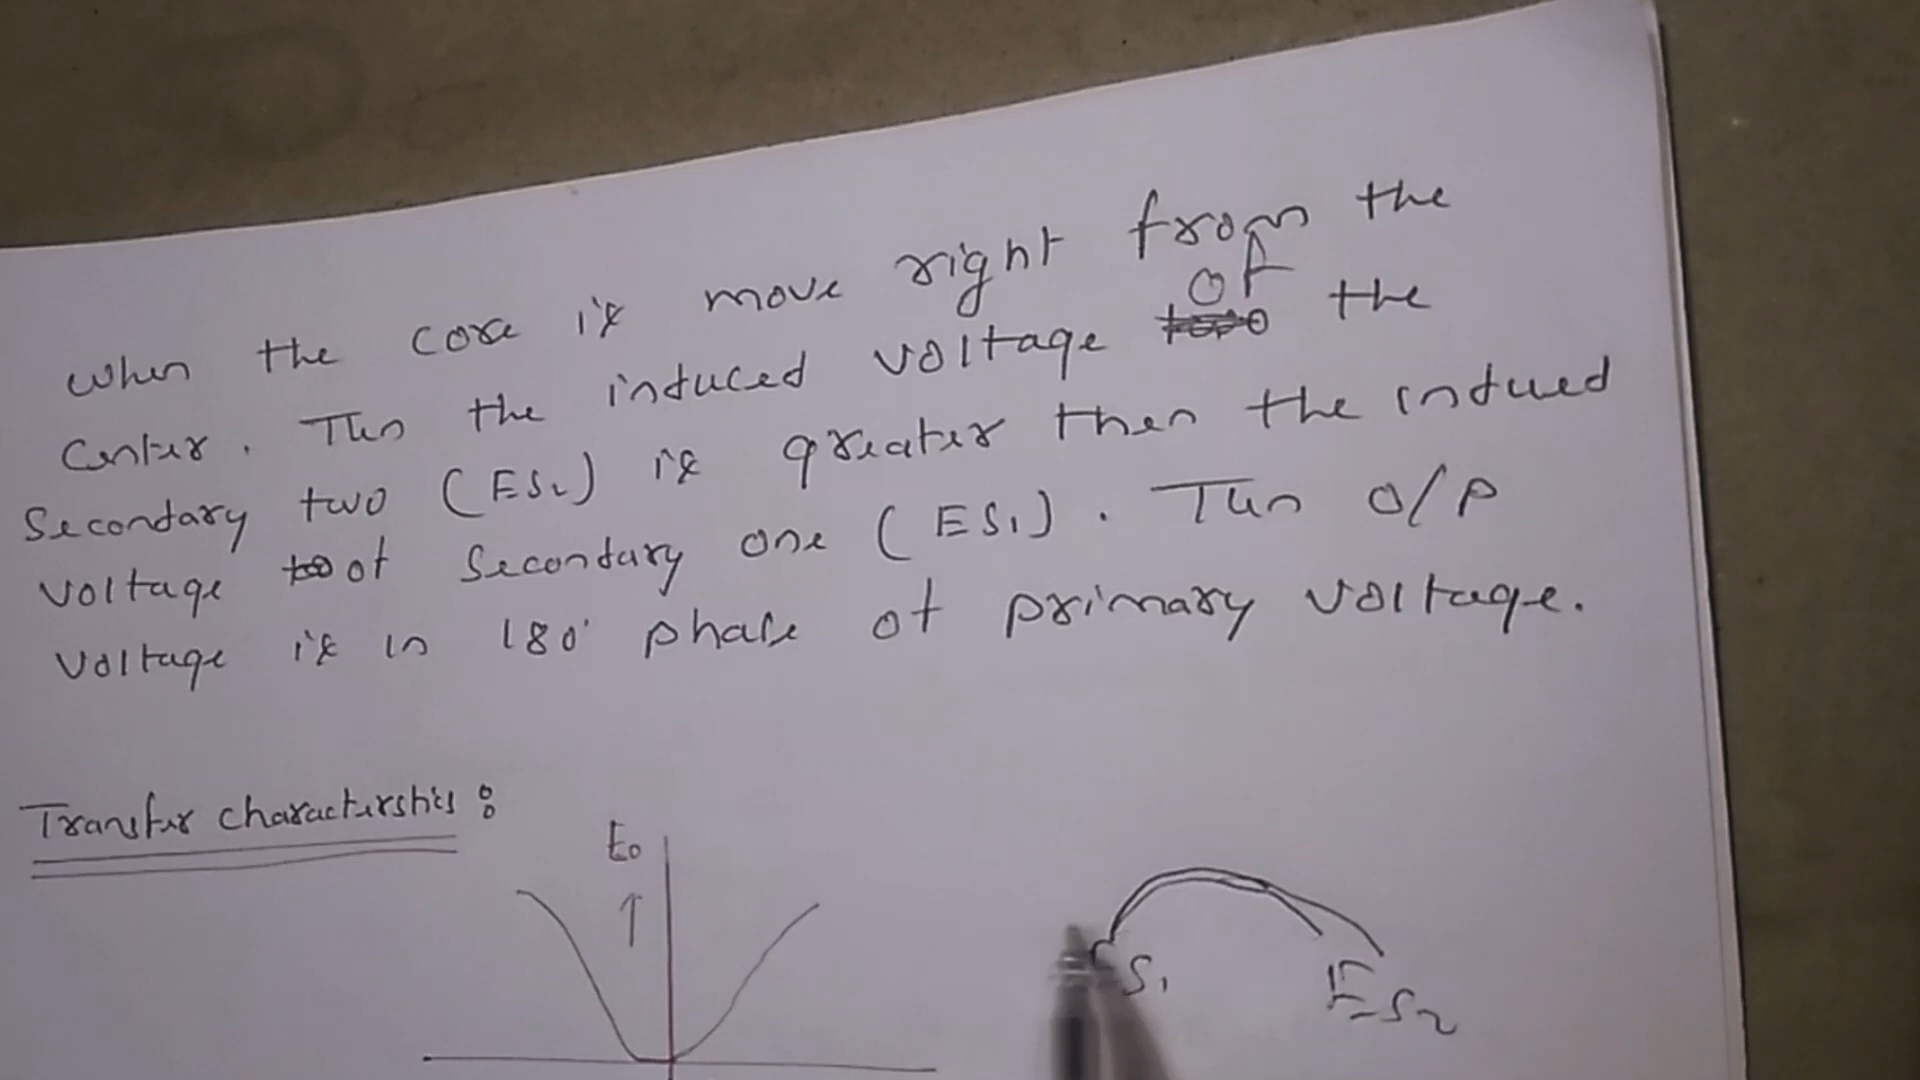 when the core is move right from the
center. Then the induced voltage of the
Secondary two (ES2) is greater then the indued
voltage of Secondary one (ES1). Then O/P
voltage is in 180° phase of primary voltage.
Transfer characterstics:
Eo
↑
S1
ES2